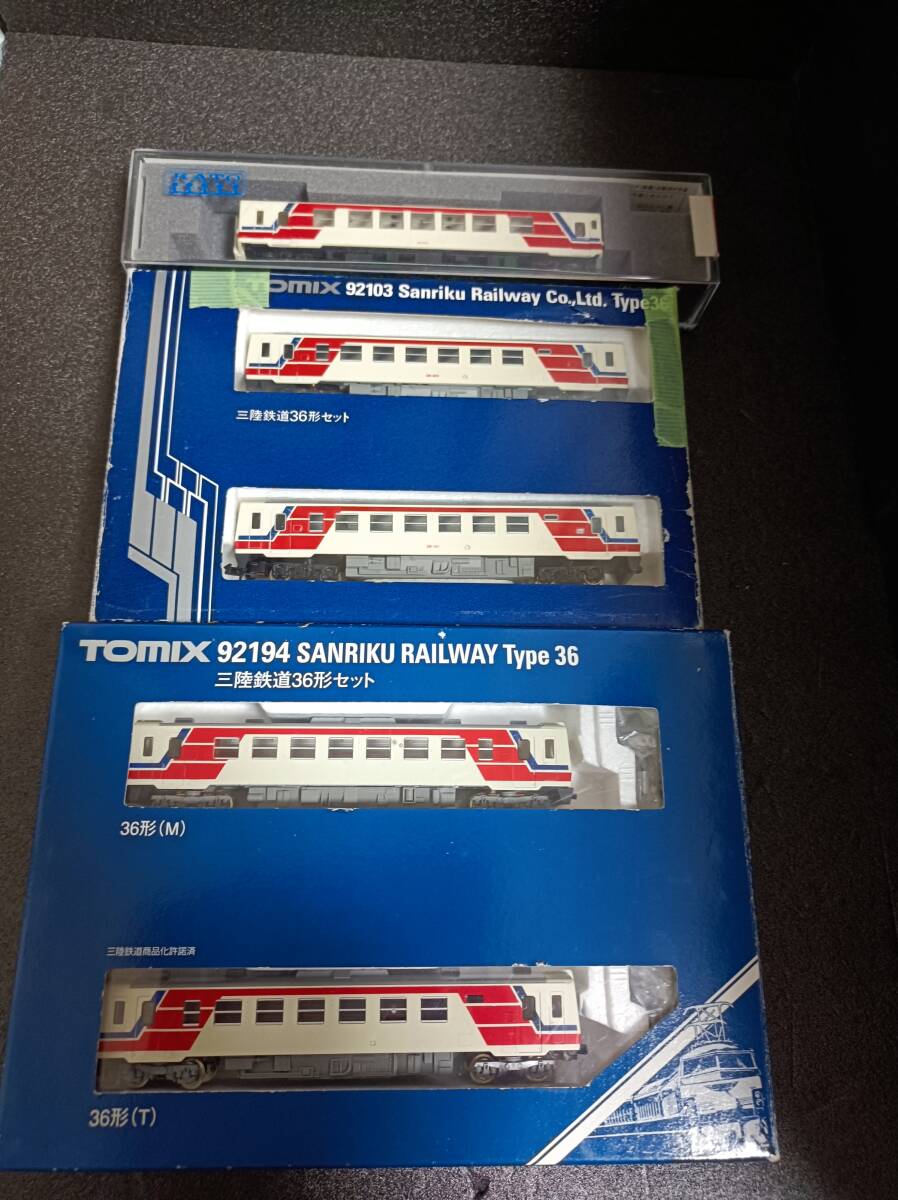 KATO
TOMIX 92103 Sanriku Railway Co.,Ltd. Type36
三陸鉄道36形セット
TOMIX 92194 SANRIKU RAILWAY Type 36
三陸鉄道36形セット
36形(M)
三陸鉄道商品化許諾済
36形(T)